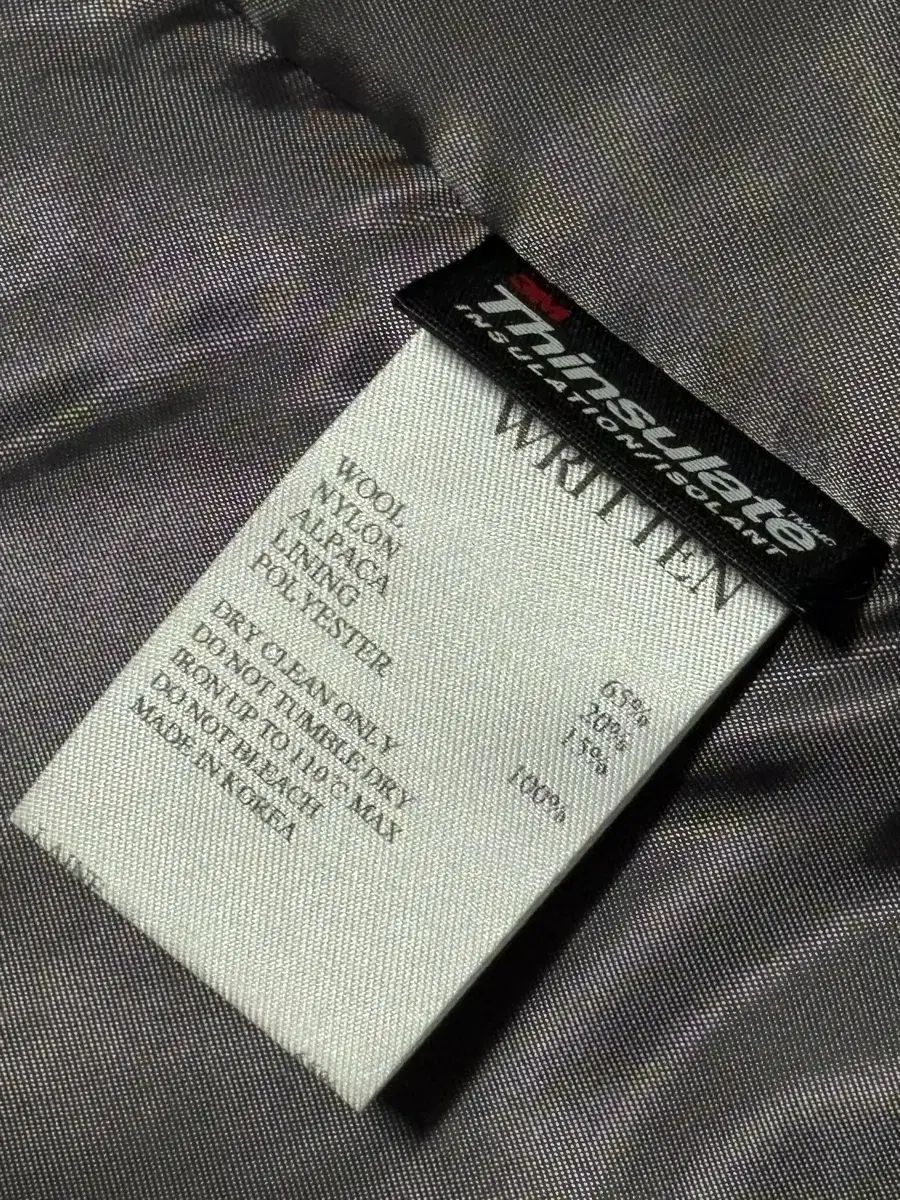 3M
Thinsulate TM/MC
INSULATION/ISOLANT
WRITTEN
WOOL 65%
NYLON 20%
ALPACA 15%
LINING
POLYESTER 100%
DRY CLEAN ONLY
DO NOT TUMBLE DRY
IRON UP TO 110℃ MAX
DO NOT BLEACH
MADE IN KOREA